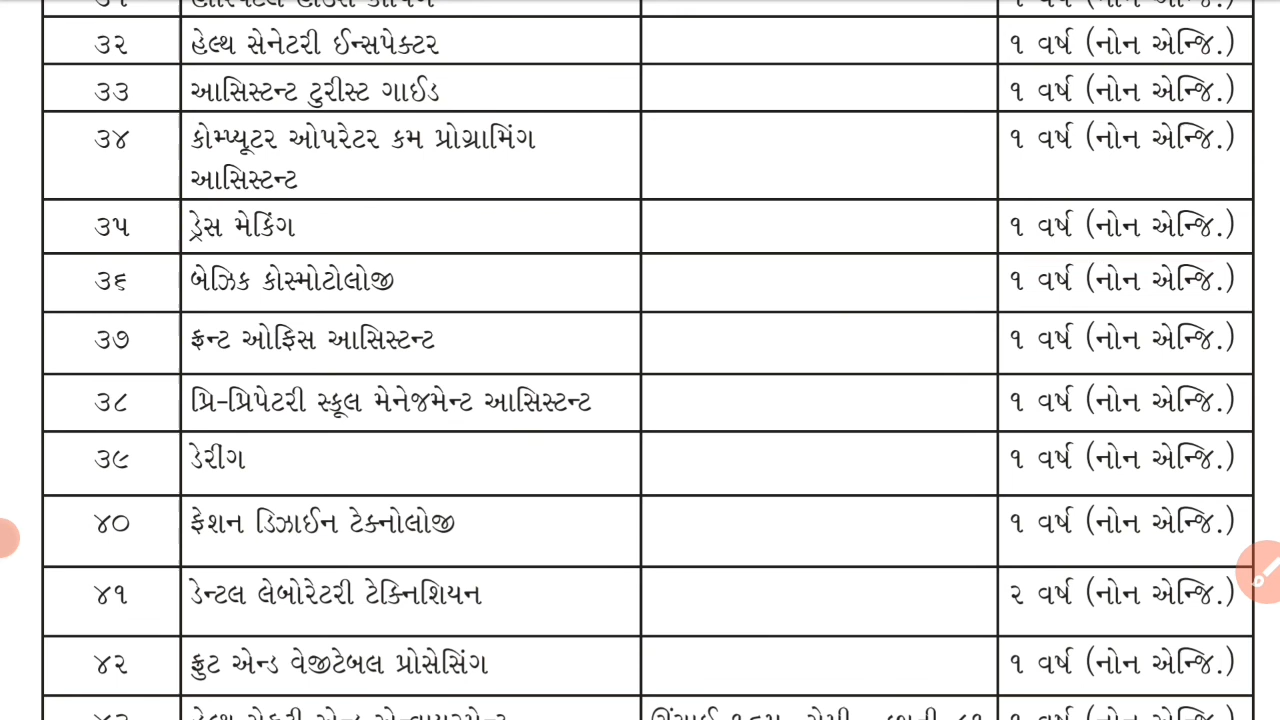 ૩૨ હેલ્થ સેનેટરી ઈન્સપેક્ટર ૧ વર્ષ (નોન એન્જિ.)
૩૩ આસિસ્ટન્ટ ટુરીસ્ટ ગાઈડ ૧ વર્ષ (નોન એન્જિ.)
૩૪ કોમ્પ્યૂટર ઓપરેટર કમ પ્રોગ્રામિંગ ૧ વર્ષ (નોન એન્જિ.)
આસિસ્ટન્ટ
૩૫ ડ્રેસ મેકિંગ ૧ વર્ષ (નોન એન્જિ.)
૩૬ બેઝિક કોસ્મોટોલોજી ૧ વર્ષ (નોન એન્જિ.)
૩૭ ફ્રન્ટ ઓફિસ આસિસ્ટન્ટ ૧ વર્ષ (નોન એન્જિ.)
૩૮ પ્રિ-પ્રિપેટરી સ્કૂલ મેનેજમેન્ટ આસિસ્ટન્ટ ૧ વર્ષ (નોન એન્જિ.)
૩૯ ડેરીંગ ૧ વર્ષ (નોન એન્જિ.)
૪૦ ફેશન ડિઝાઈન ટેક્નોલોજી ૧ વર્ષ (નોન એન્જિ.)
૪૧ ડેન્ટલ લેબોરેટરી ટેક્નિશિયન ૨ વર્ષ (નોન એન્જિ.)
૪૨ ફ્રુટ એન્ડ વેજીટેબલ પ્રોસેસિંગ ૧ વર્ષ (નોન એન્જિ.)